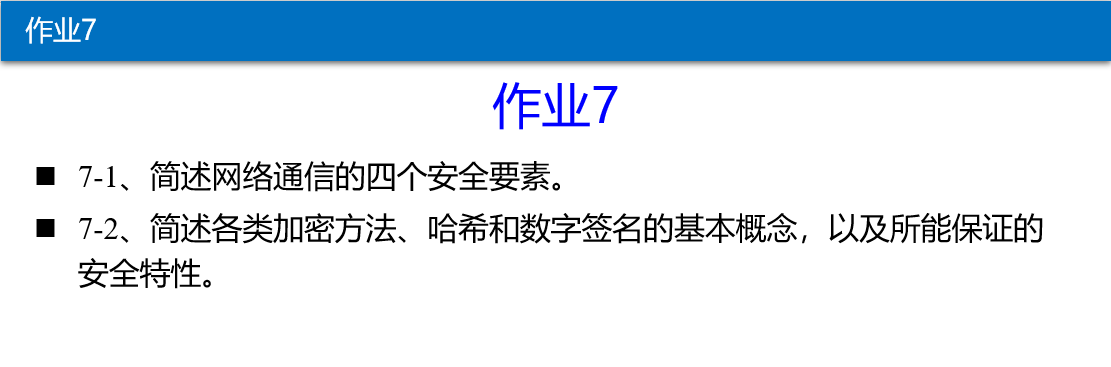 作业7
作业7
■ 7-1、简述网络通信的四个安全要素。
■ 7-2、简述各类加密方法、哈希和数字签名的基本概念，以及所能保证的
安全特性。